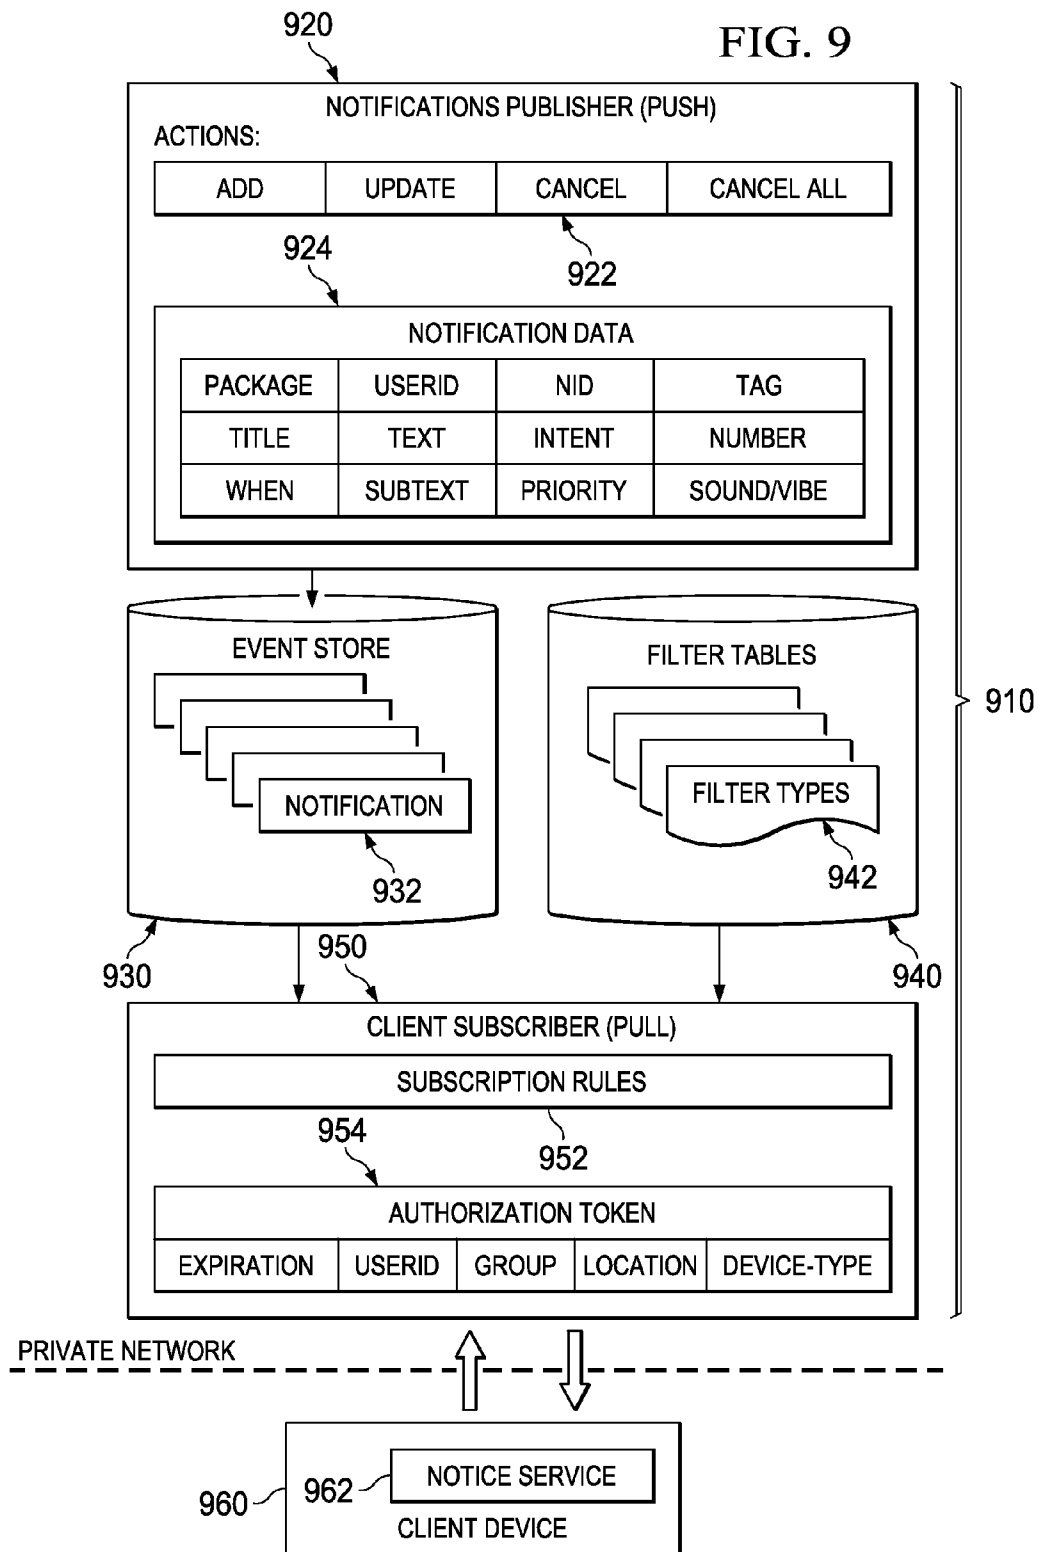 FIG. 9
920
NOTIFICATIONS PUBLISHER (PUSH)
ACTIONS:
ADD UPDATE CANCEL CANCEL ALL
924
922
NOTIFICATION DATA
PACKAGE USERID NID TAG
TITLE TEXT INTENT NUMBER
WHEN SUBTEXT PRIORITY SOUND/VIBE
EVENT STORE
FILTER TABLES
910
NOTIFICATION
FILTER TYPES
932
942
930
950
940
CLIENT SUBSCRIBER (PULL)
SUBSCRIPTION RULES
954
952
AUTHORIZATION TOKEN
EXPIRATION USERID GROUP LOCATION DEVICE-TYPE
PRIVATE NETWORK
NOTICE SERVICE
962
960
CLIENT DEVICE